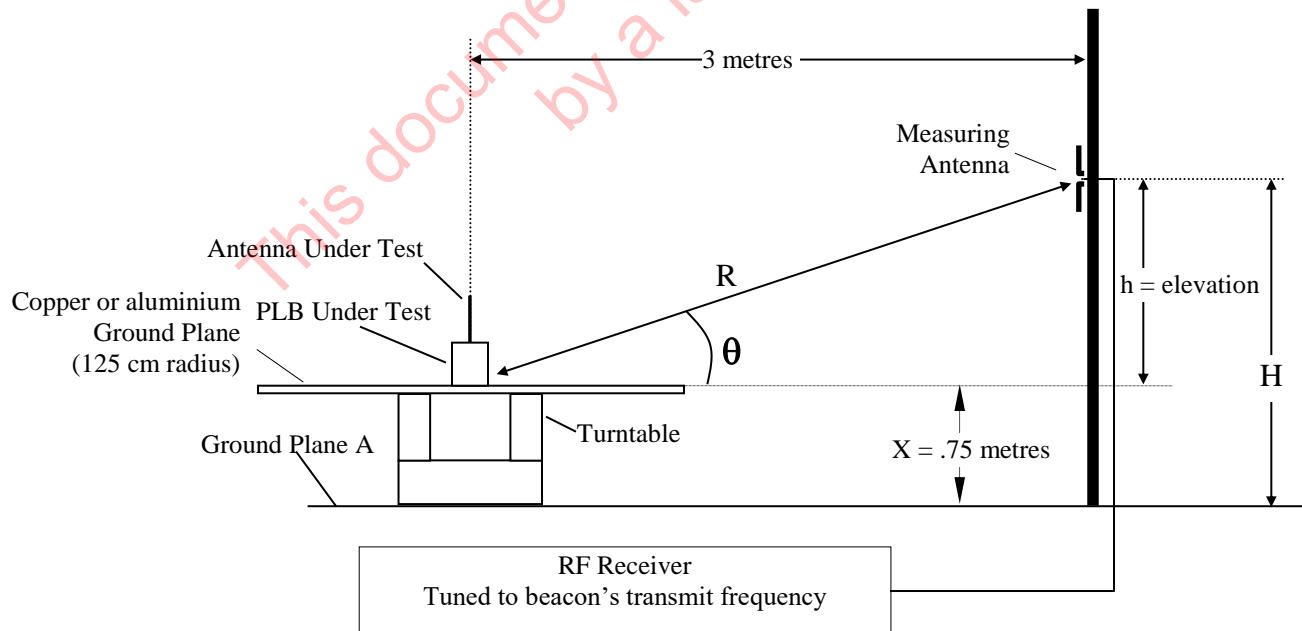 This docume
by a la
3 metres
Measuring
Antenna
Antenna Under Test
R
h = elevation
Copper or aluminium
Ground Plane
(125 cm radius)
PLB Under Test
θ
H
Turntable
Ground Plane A
X = .75 metres
RF Receiver
Tuned to beacon’s transmit frequency